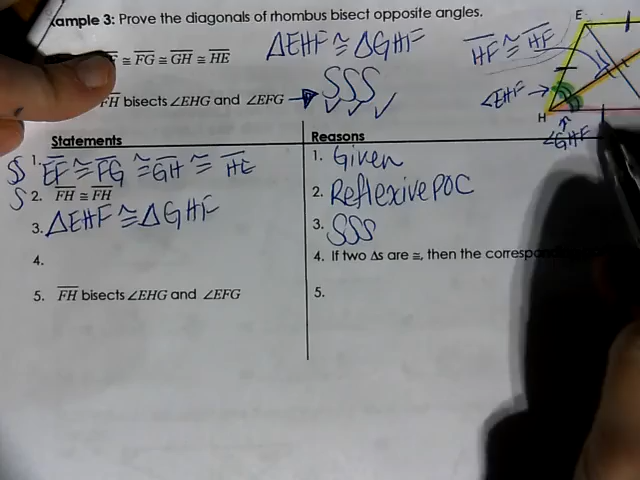 ample 3: Prove the diagonals of rhombus bisect opposite angles.
≅ FG ≅ GH ≅ HE
FH bisects ∠EHG and ∠EFG
ΔEHF ≅ ΔGHF
SSS
HF ≅ HF
E
∠EHF
H
∠GHF
Statements Reasons
S 1. EF ≅ FG ≅ GH ≅ HE 1. Given
S 2. FH ≅ FH 2. Reflexive POC
3. ΔEHF ≅ ΔGHF 3. SSS
4. 4. If two Δs are ≅, then the
5. FH bisects ∠EHG and ∠EFG 5.